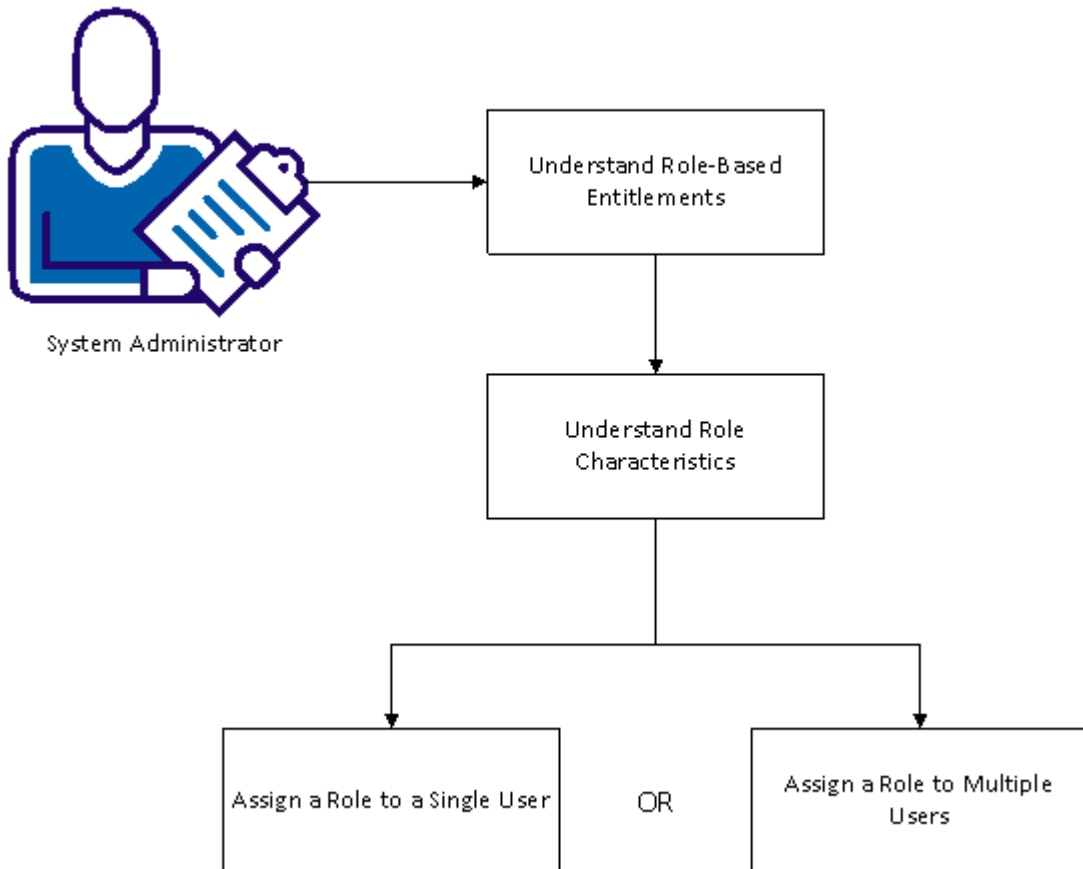 Understand Role-Based
Entitlements
System Administrator
Understand Role
Characteristics
Assign a Role to a Single User
OR
Assign a Role to Multiple
Users